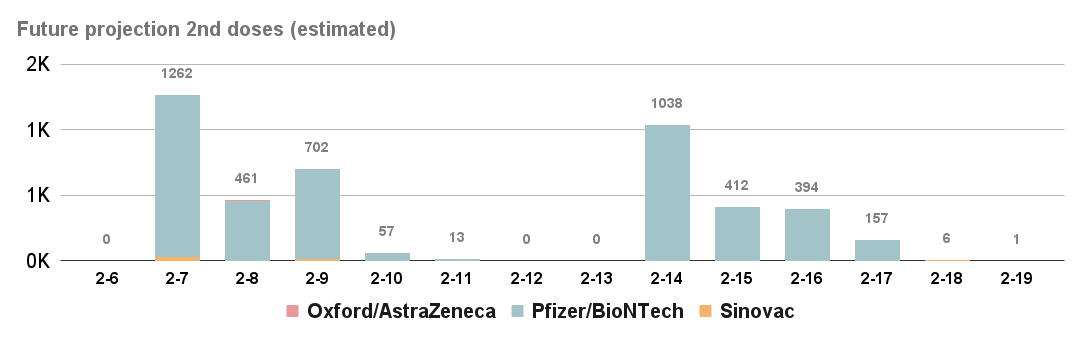 Future projection 2nd doses (estimated)
2K
1K
1K
0K
0
1262
461
702
57
13
0
0
1038
412
394
157
6
1
2-6 2-7 2-8 2-9 2-10 2-11 2-12 2-13 2-14 2-15 2-16 2-17 2-18 2-19
Oxford/AstraZeneca Pfizer/BioNTech Sinovac